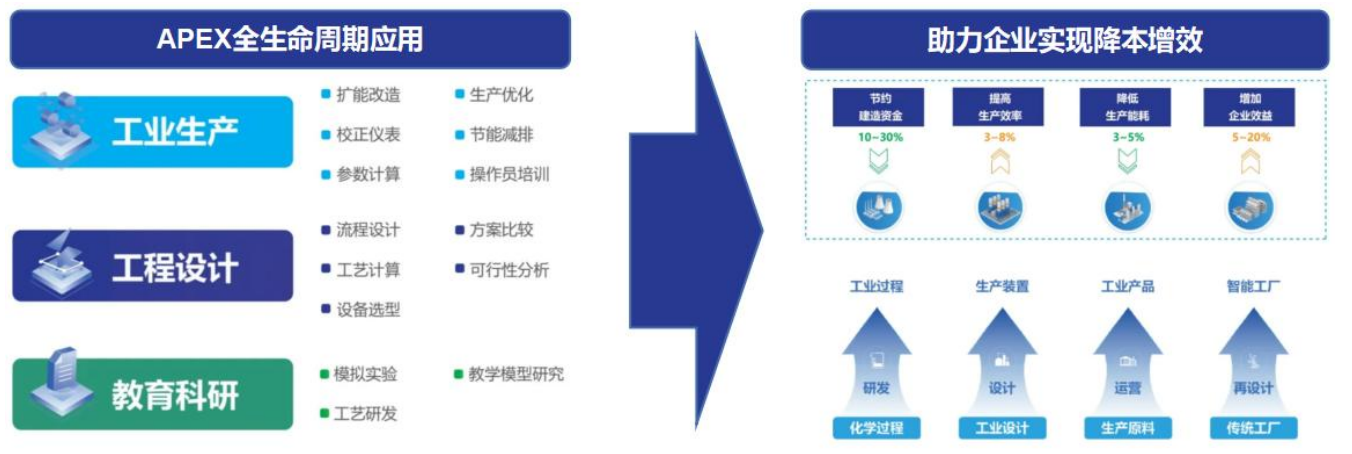 APEX全生命周期应用
工业生产
扩能改造
生产优化
校正仪表
节能减排
参数计算
操作员培训
工程设计
流程设计
方案比较
工艺计算
可行性分析
设备选型
教育科研
模拟实验
教学模型研究
工艺研发
助力企业实现降本增效
节约
建造资金
10~30%
提高
生产效率
3~8%
降低
生产能耗
3~5%
增加
企业效益
5~20%
工业过程
生产装置
工业产品
智能工厂
研发
设计
运营
再设计
化学过程
工业设计
生产原料
传统工厂